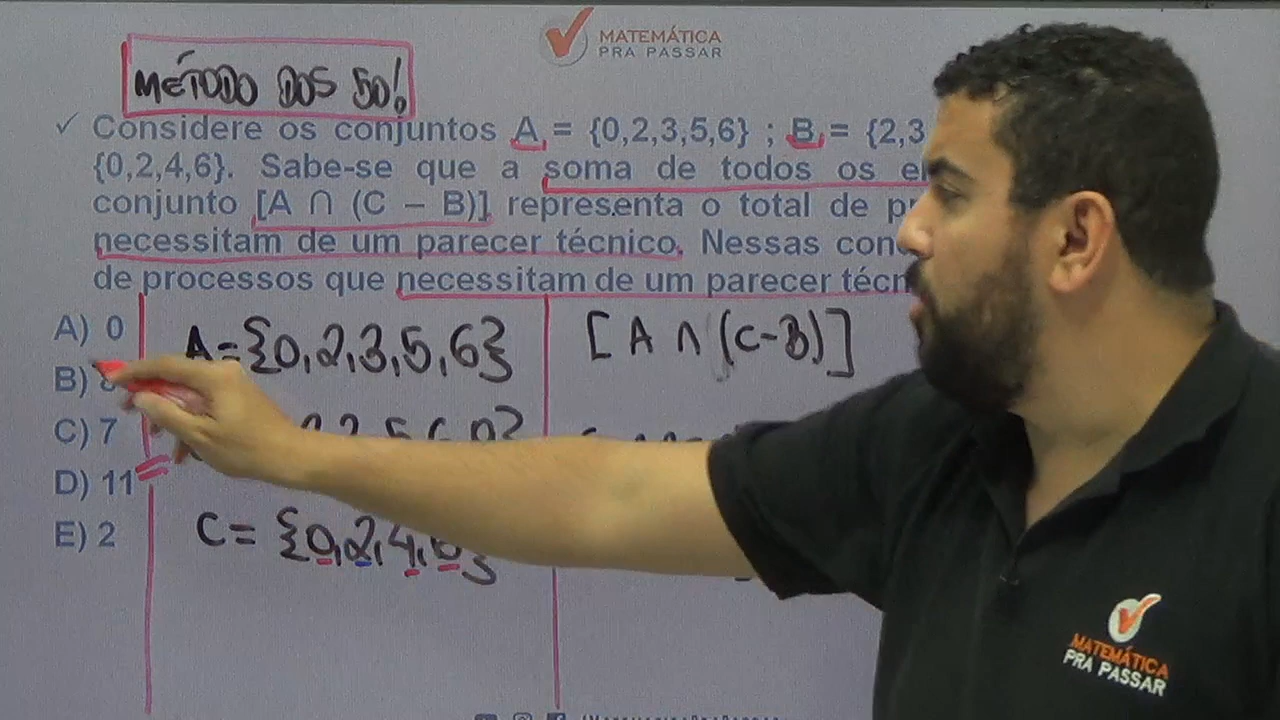 MATEMÁTICA
PRA PASSAR
MÉTODO DOS 50!
✓ Considere os conjuntos A = {0,2,3,5,6} ; B = {2,3
{0,2,4,6}. Sabe-se que a soma de todos os
conjunto [A ∩ (C – B)] representa o total de
necessitam de um parecer técnico. Nessas
de processos que necessitam de um parecer
A) 0
B)
C) 7
D) 11
E) 2
A={0,2,3,5,6}
[A ∩ (C-B)]
C= {0,2,4,6}
MATEMÁTICA
PRA PASSAR